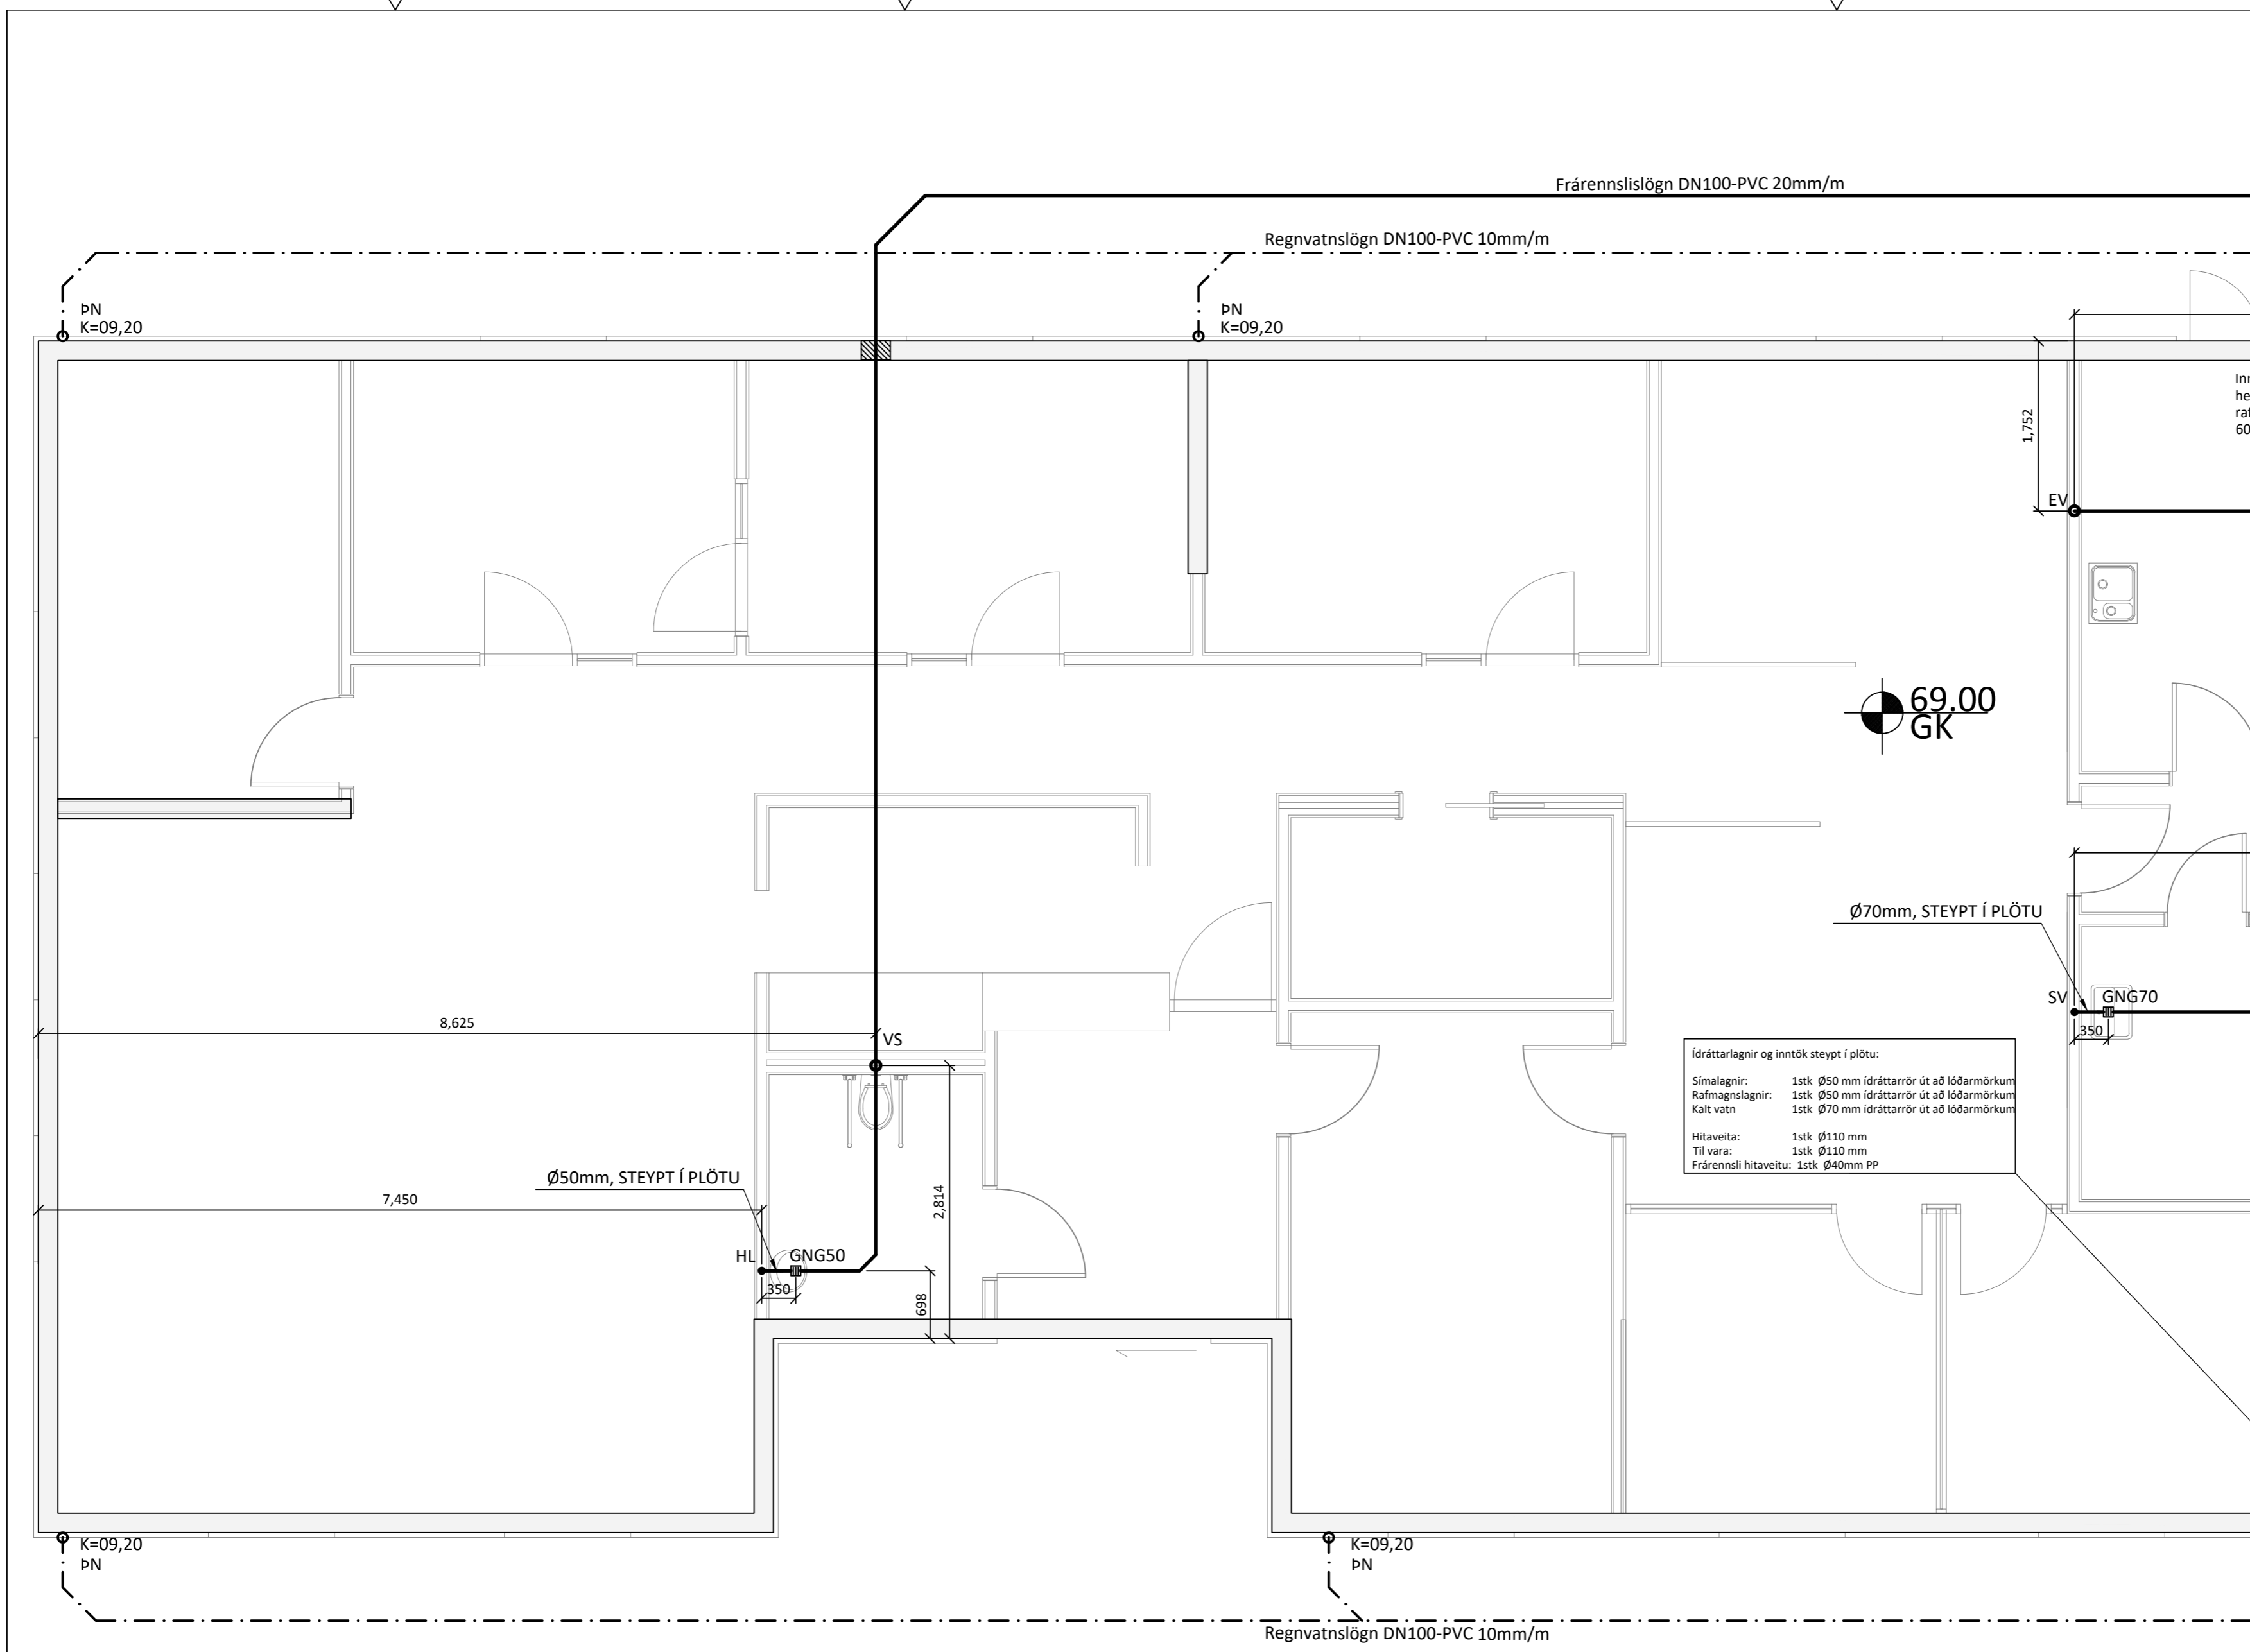 Frárennslislögn DN100-PVC 20mm/m
Regnvatnslögn DN100-PVC 10mm/m
ÞN
K=09,20
ÞN
K=09,20
1,752
EV
69.00
GK
Ø70mm, STEYPT Í PLÖTU
SV
GNG70
350
8,625
VS
Ídráttarlagnir og inntök steypt í plötu:
Símalagnir: 1stk Ø50 mm ídráttarrör út að lóðarmörkum
Rafmagnslagnir: 1stk Ø50 mm ídráttarrör út að lóðarmörkum
Kalt vatn 1stk Ø70 mm ídráttarrör út að lóðarmörkum
Hitaveita: 1stk Ø110 mm
Til vara: 1stk Ø110 mm
Frárennsli hitaveitu: 1stk Ø40mm PP
Ø50mm, STEYPT Í PLÖTU
7,450
2,814
HL
GNG50
350
698
K=09,20
ÞN
K=09,20
ÞN
Regnvatnslögn DN100-PVC 10mm/m